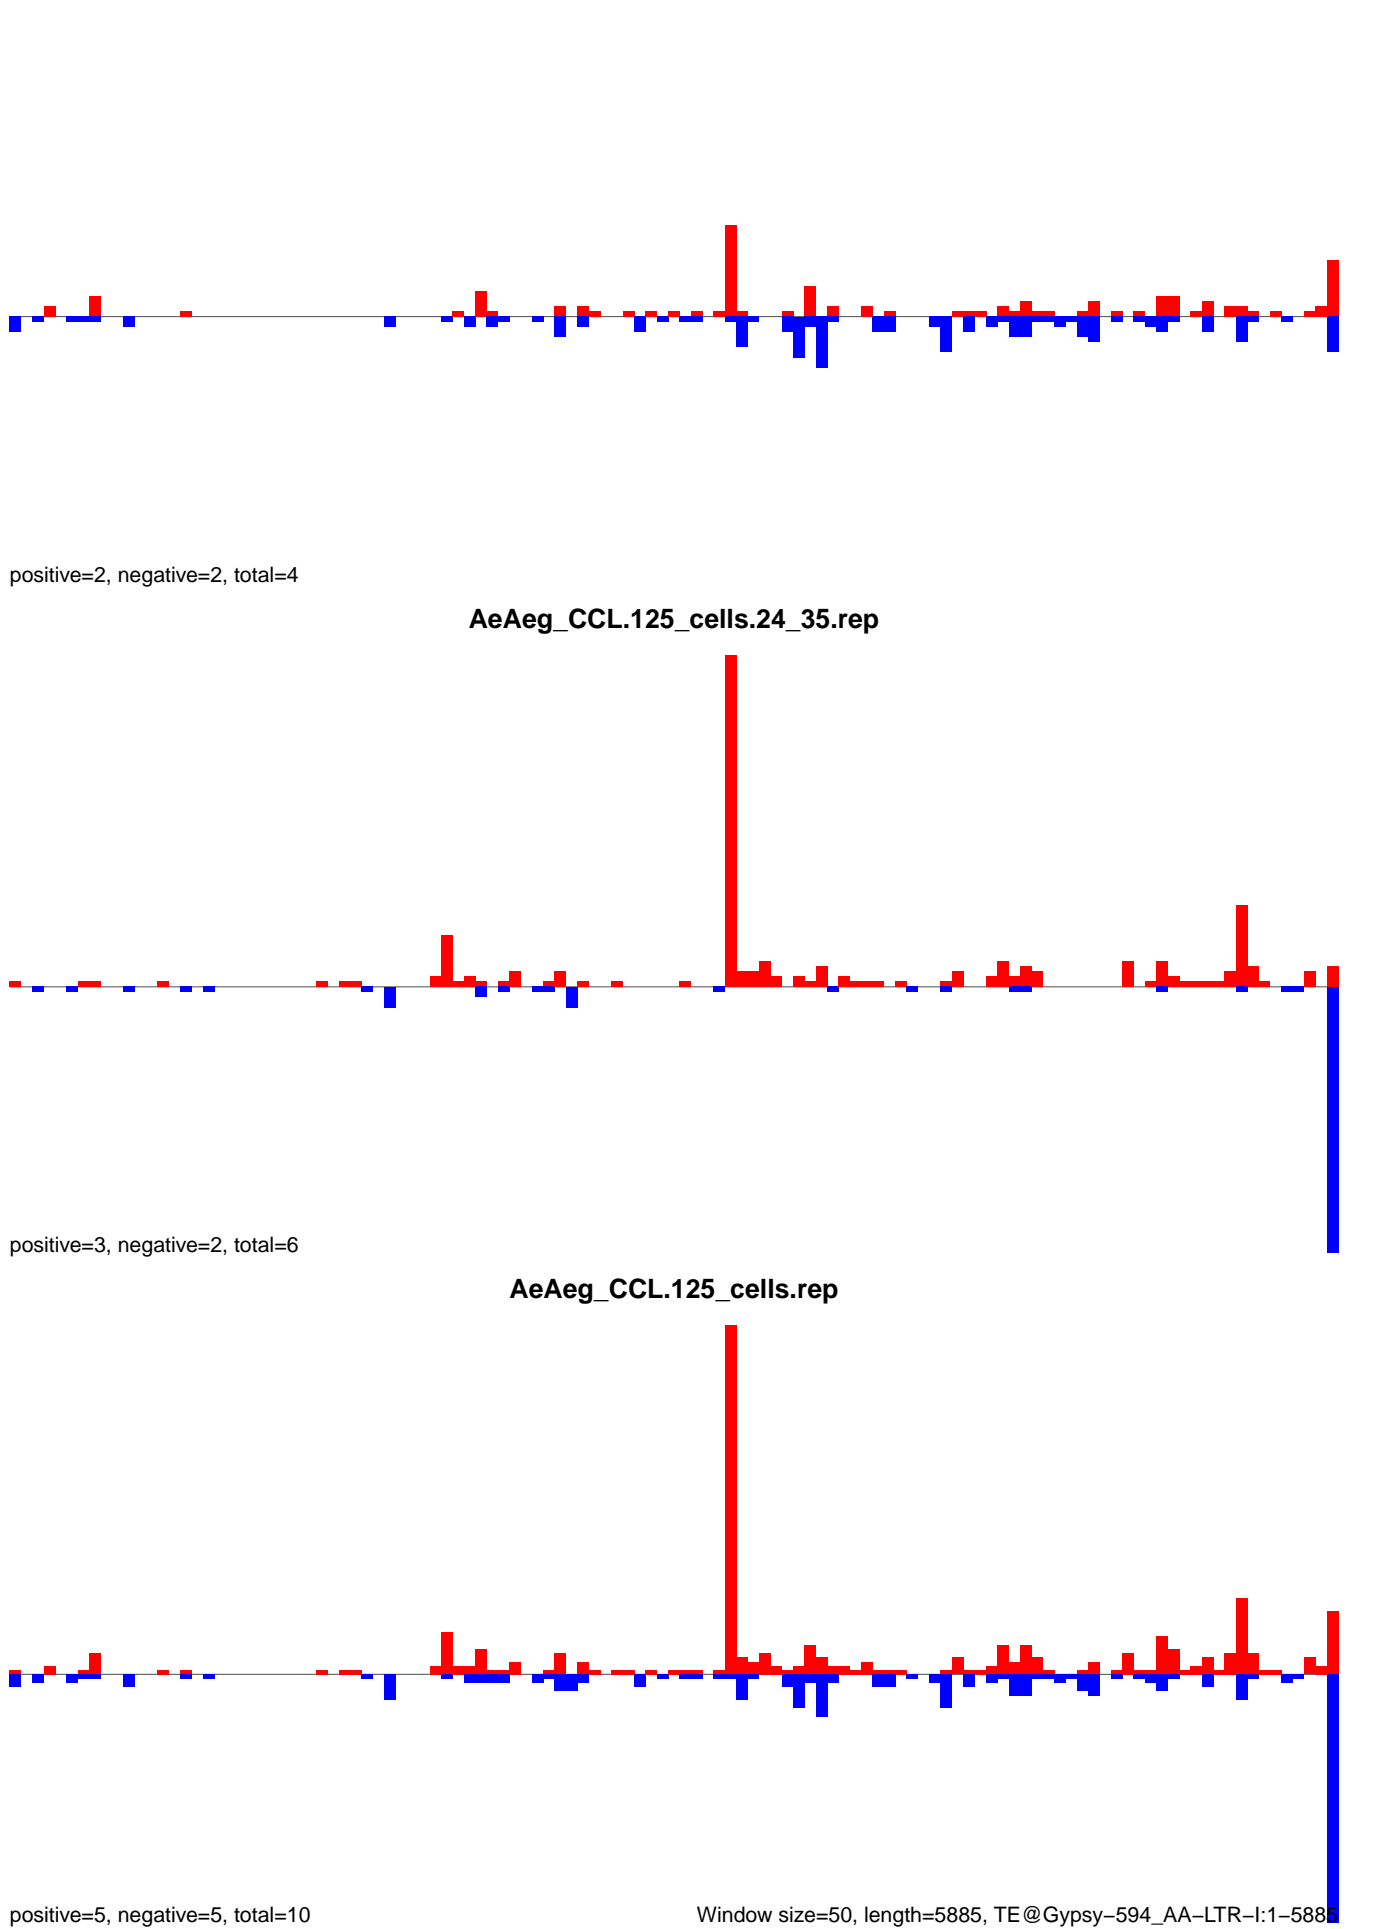 positive=2, negative=2, total=4
AeAeg_CCL.125_cells.24_35.rep
positive=3, negative=2, total=6
AeAeg_CCL.125_cells.rep
positive=5, negative=5, total=10
Window size=50, length=5885, TE@Gypsy−594_AA−LTR−I:1−5885